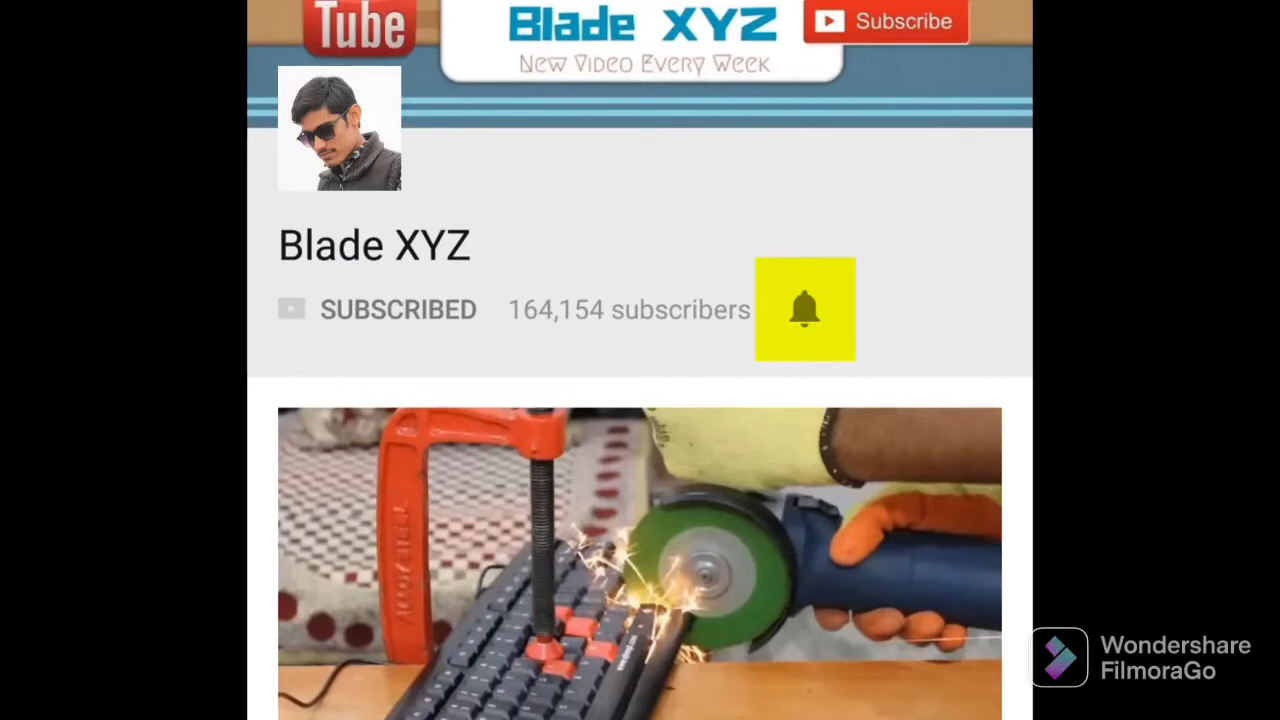 Tube
Blade XYZ
Subscribe
New Video Every Week
Blade XYZ
SUBSCRIBED 164,154 subscribers
Wondershare
FilmoraGo